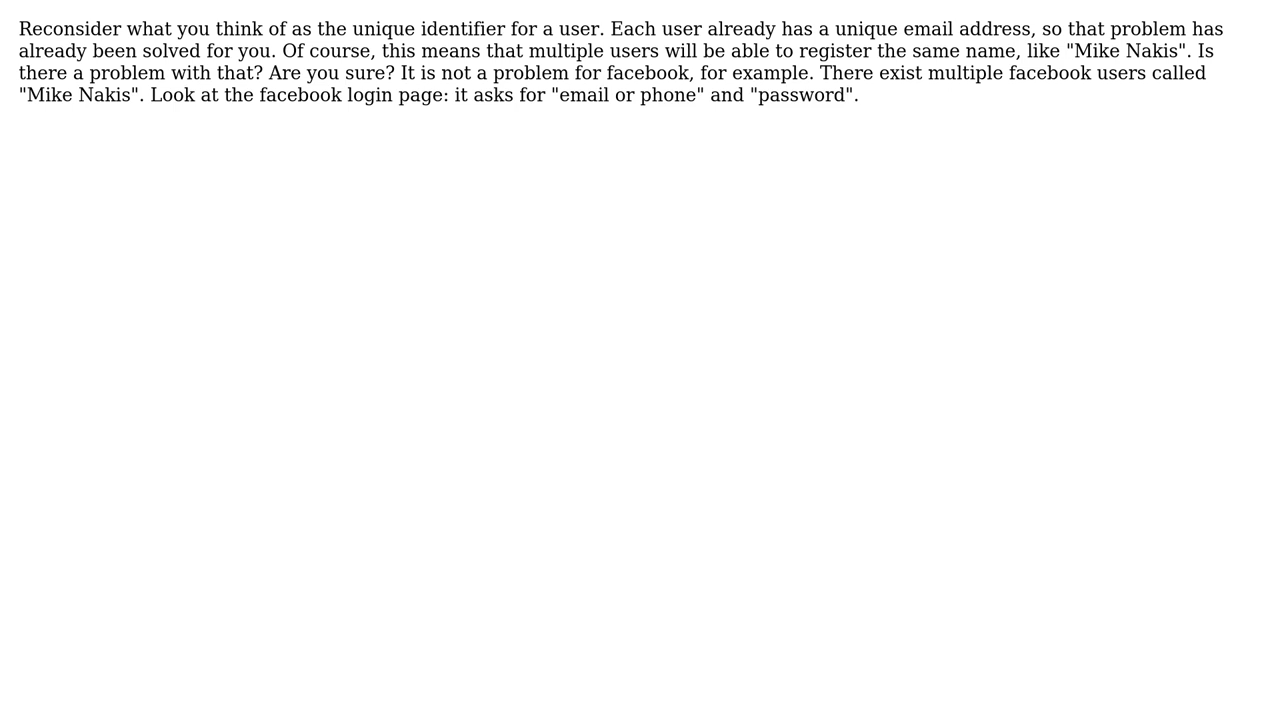 Reconsider what you think of as the unique identifier for a user. Each user already has a unique email address, so that problem has
already been solved for you. Of course, this means that multiple users will be able to register the same name, like "Mike Nakis". Is
there a problem with that? Are you sure? It is not a problem for facebook, for example. There exist multiple facebook users called
"Mike Nakis". Look at the facebook login page: it asks for "email or phone" and "password".